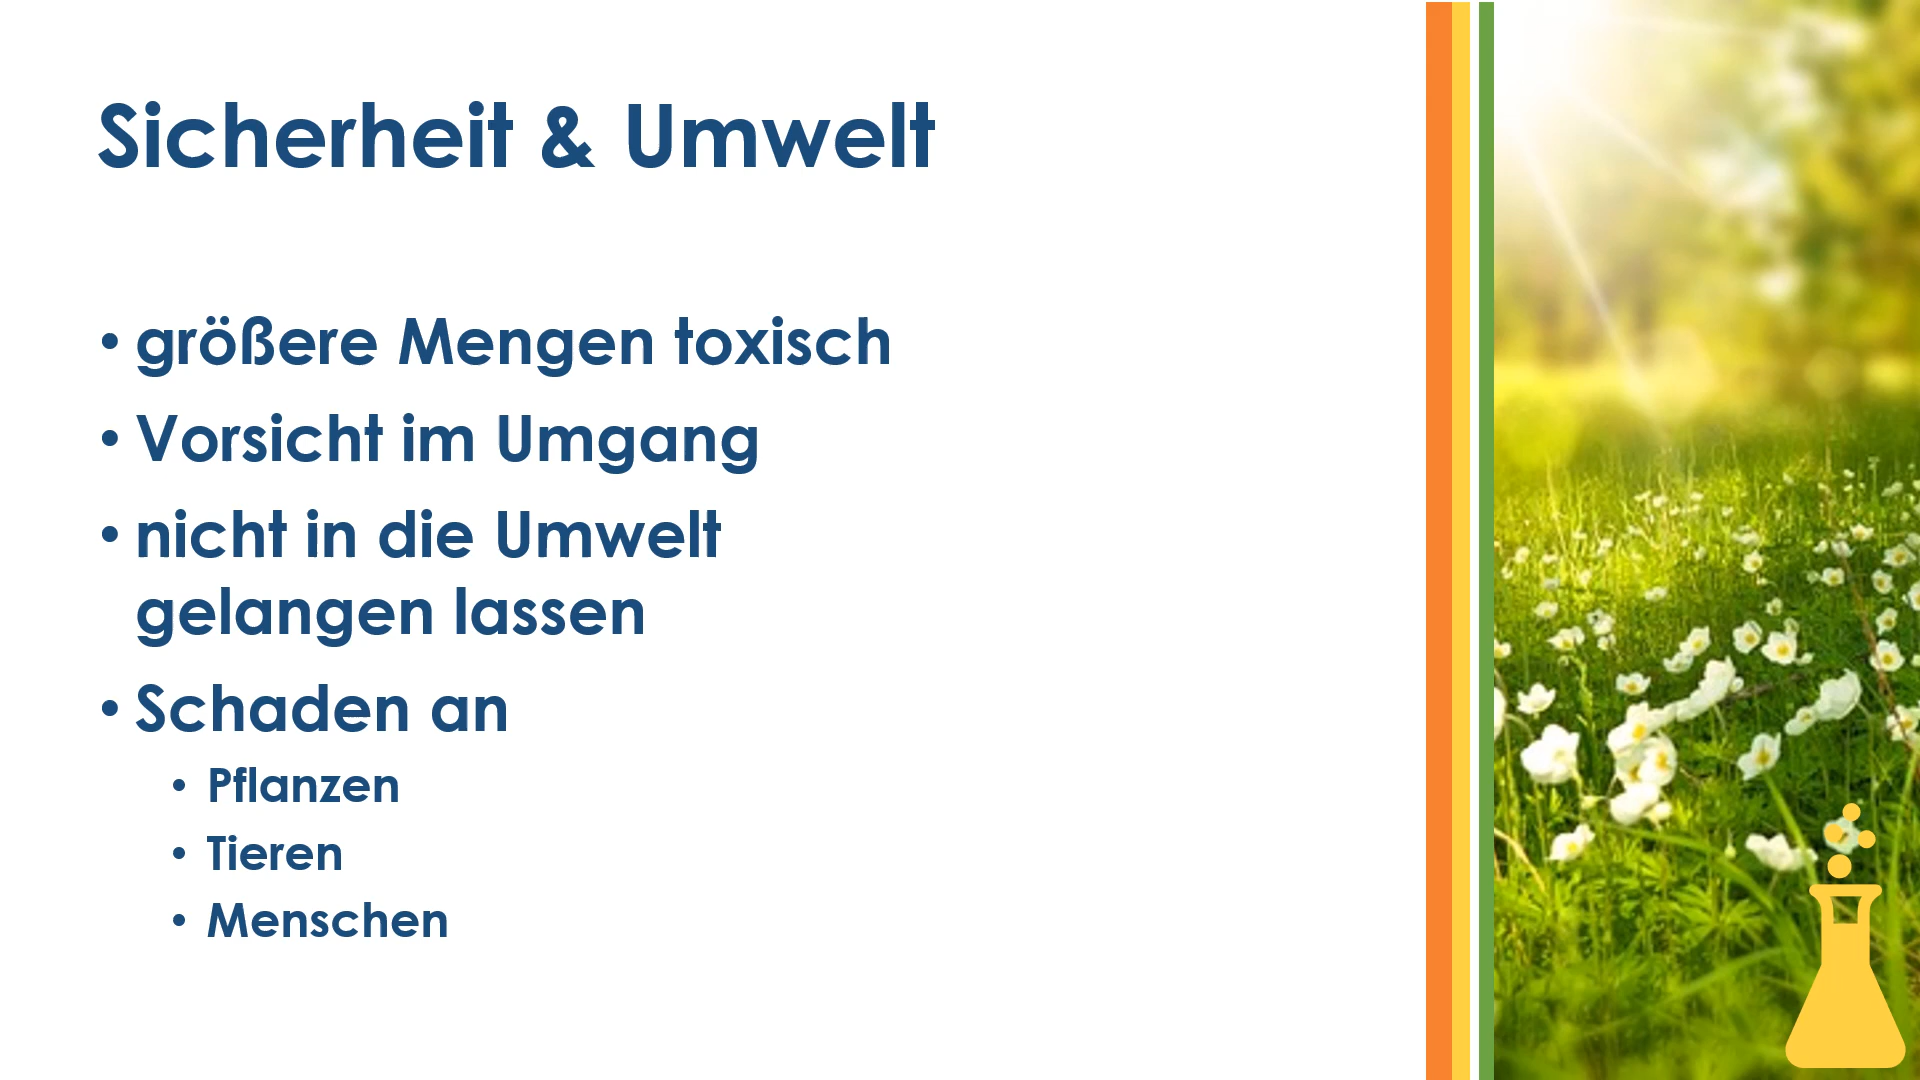 Sicherheit & Umwelt
• größere Mengen toxisch
• Vorsicht im Umgang
• nicht in die Umwelt
gelangen lassen
• Schaden an
• Pflanzen
• Tieren
• Menschen